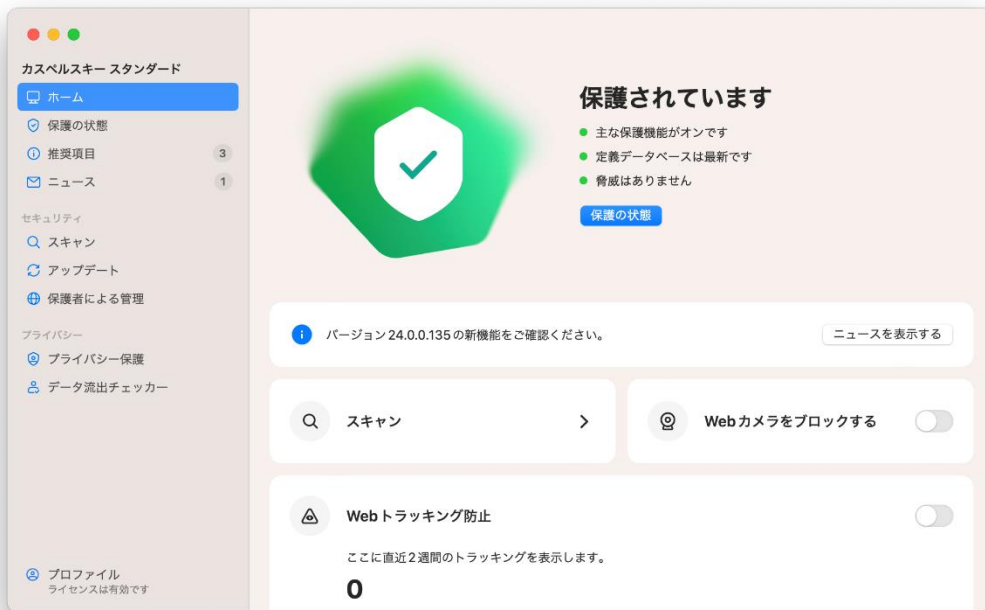 カスペルスキー スタンダード
ホーム
保護の状態
推奨項目 3
ニュース 1
セキュリティ
スキャン
アップデート
保護者による管理
プライバシー
プライバシー保護
データ流出チェッカー
プロファイル
ライセンスは有効です
保護されています
主な保護機能がオンです
定義データベースは最新です
脅威はありません
保護の状態
バージョン 24.0.0.135 の新機能をご確認ください。
ニュースを表示する
スキャン
Web カメラをブロックする
Web トラッキング防止
ここに直近 2 週間のトラッキングを表示します。
0